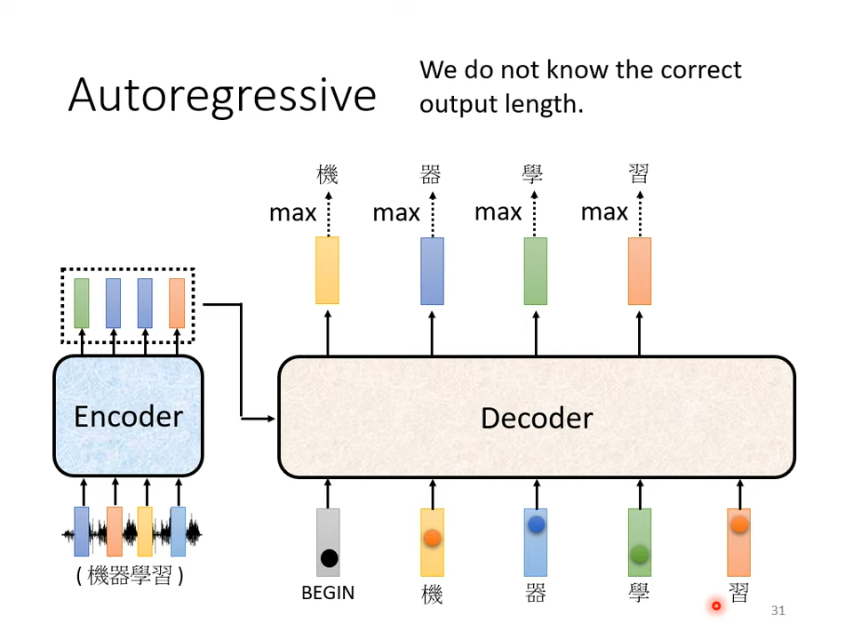 Autoregressive
We do not know the correct
output length.
機 器 學 習
max max max max
Encoder
Decoder
(機器學習)
BEGIN 機 器 學 習
31